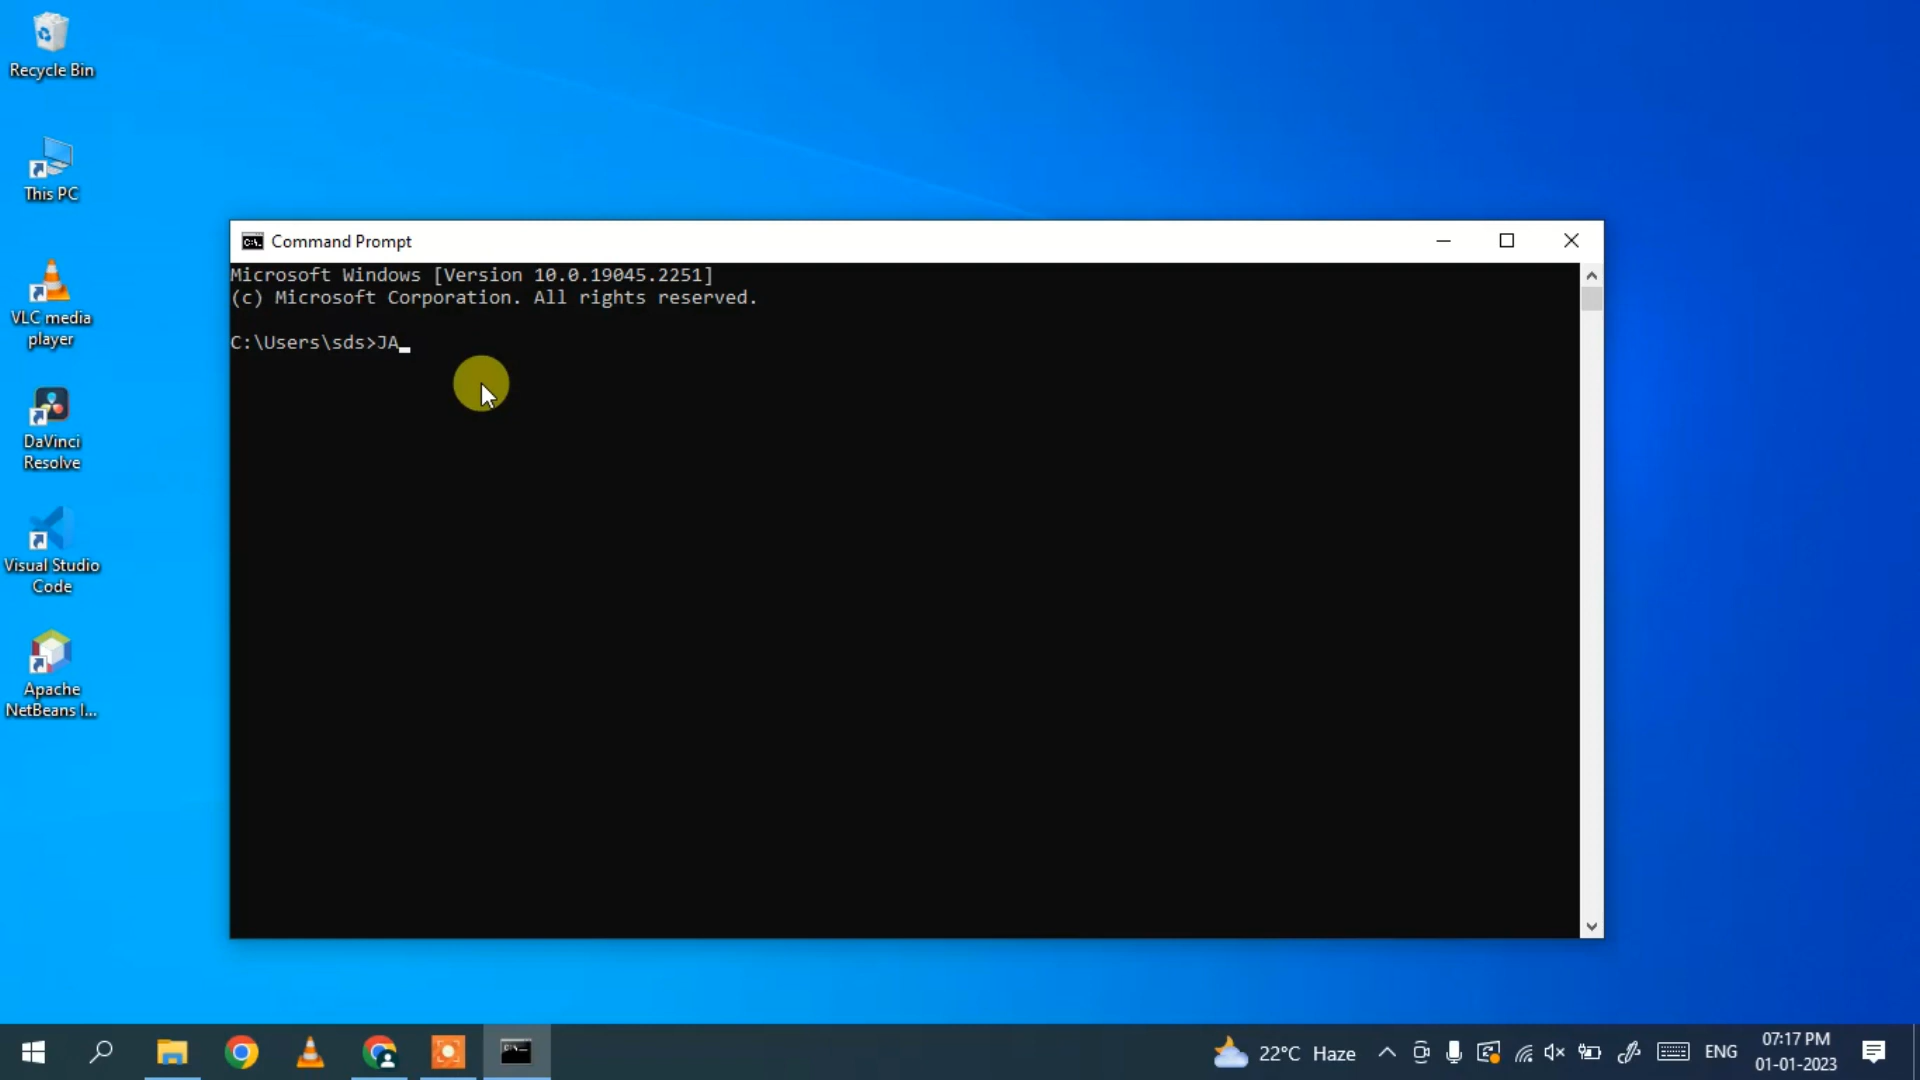 Recycle Bin
This PC
VLC media
player
DaVinci
Resolve
Visual Studio
Code
Apache
NetBeans I...
Command Prompt
Microsoft Windows [Version 10.0.19045.2251]
(c) Microsoft Corporation. All rights reserved.
C:\Users\sds>JA_
22°C Haze
ENG
07:17 PM
01-01-2023